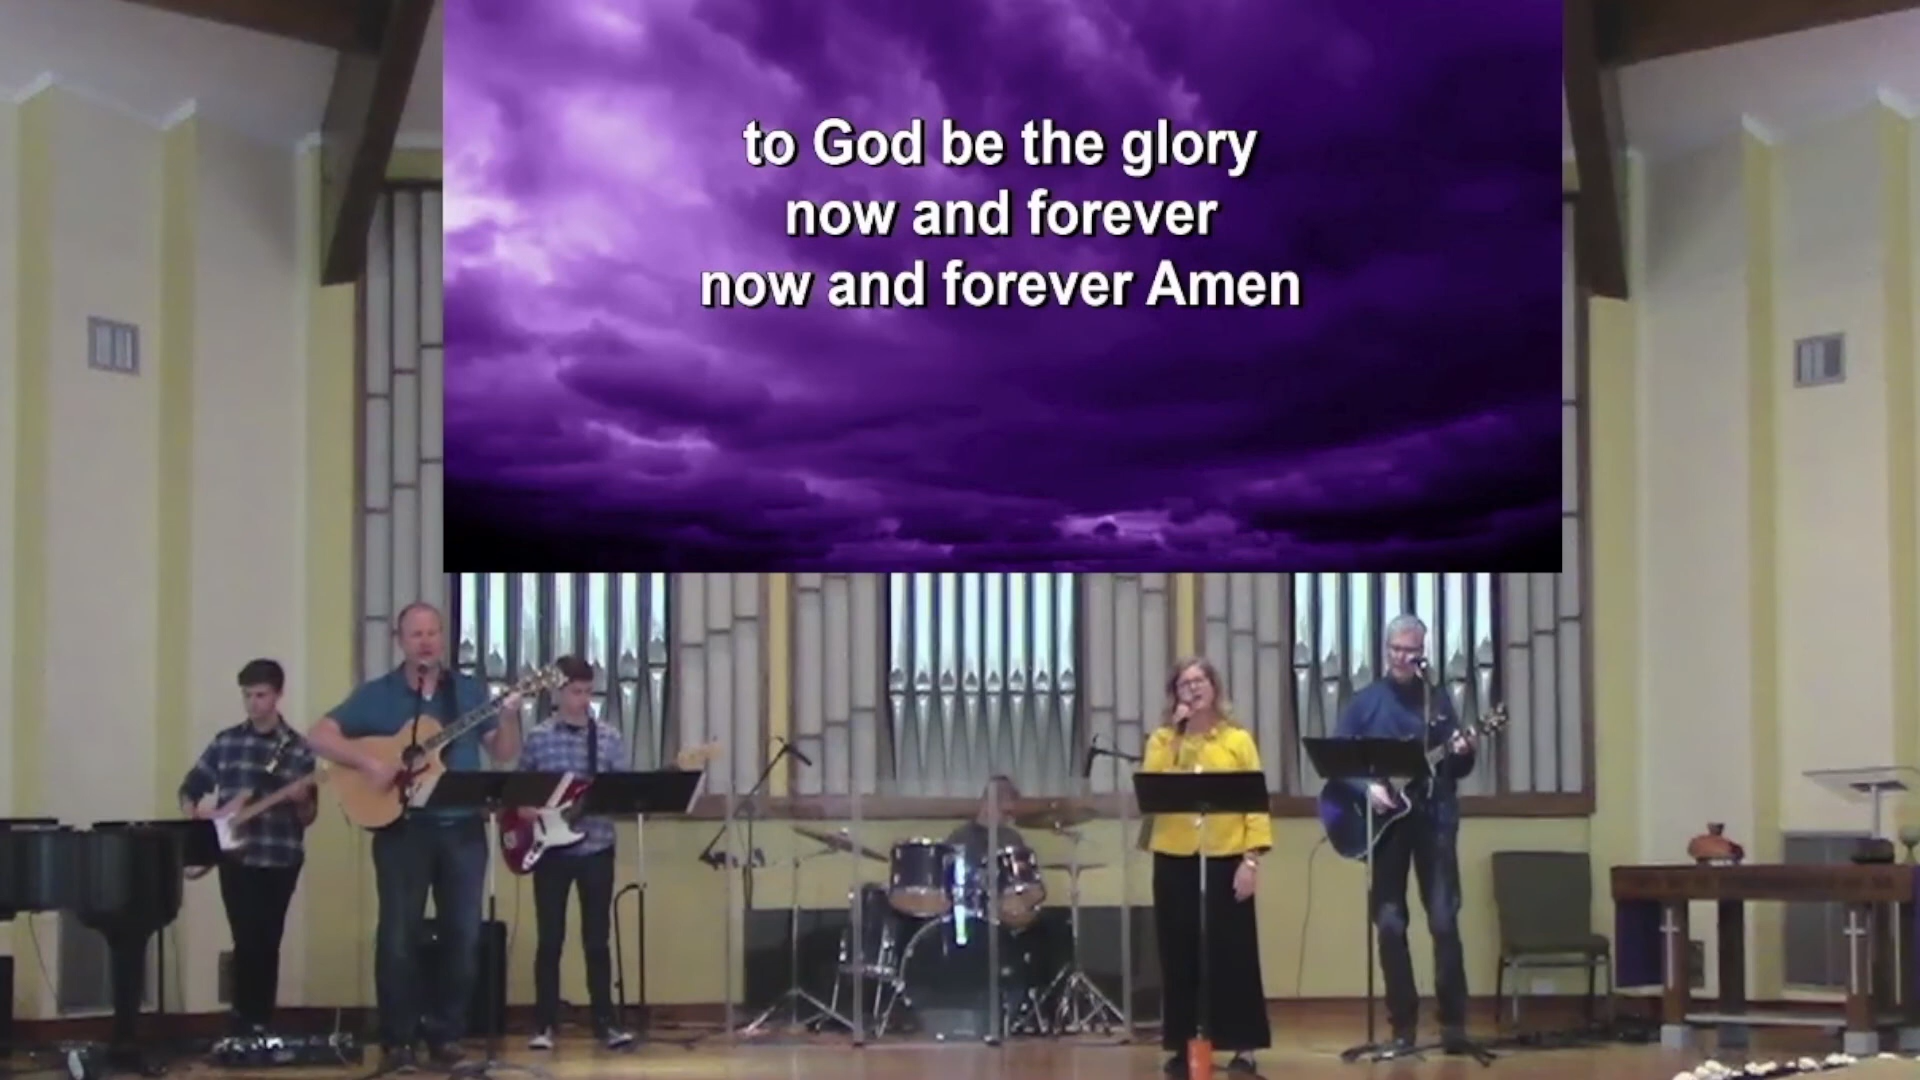 to God be the glory
now and forever
now and forever Amen